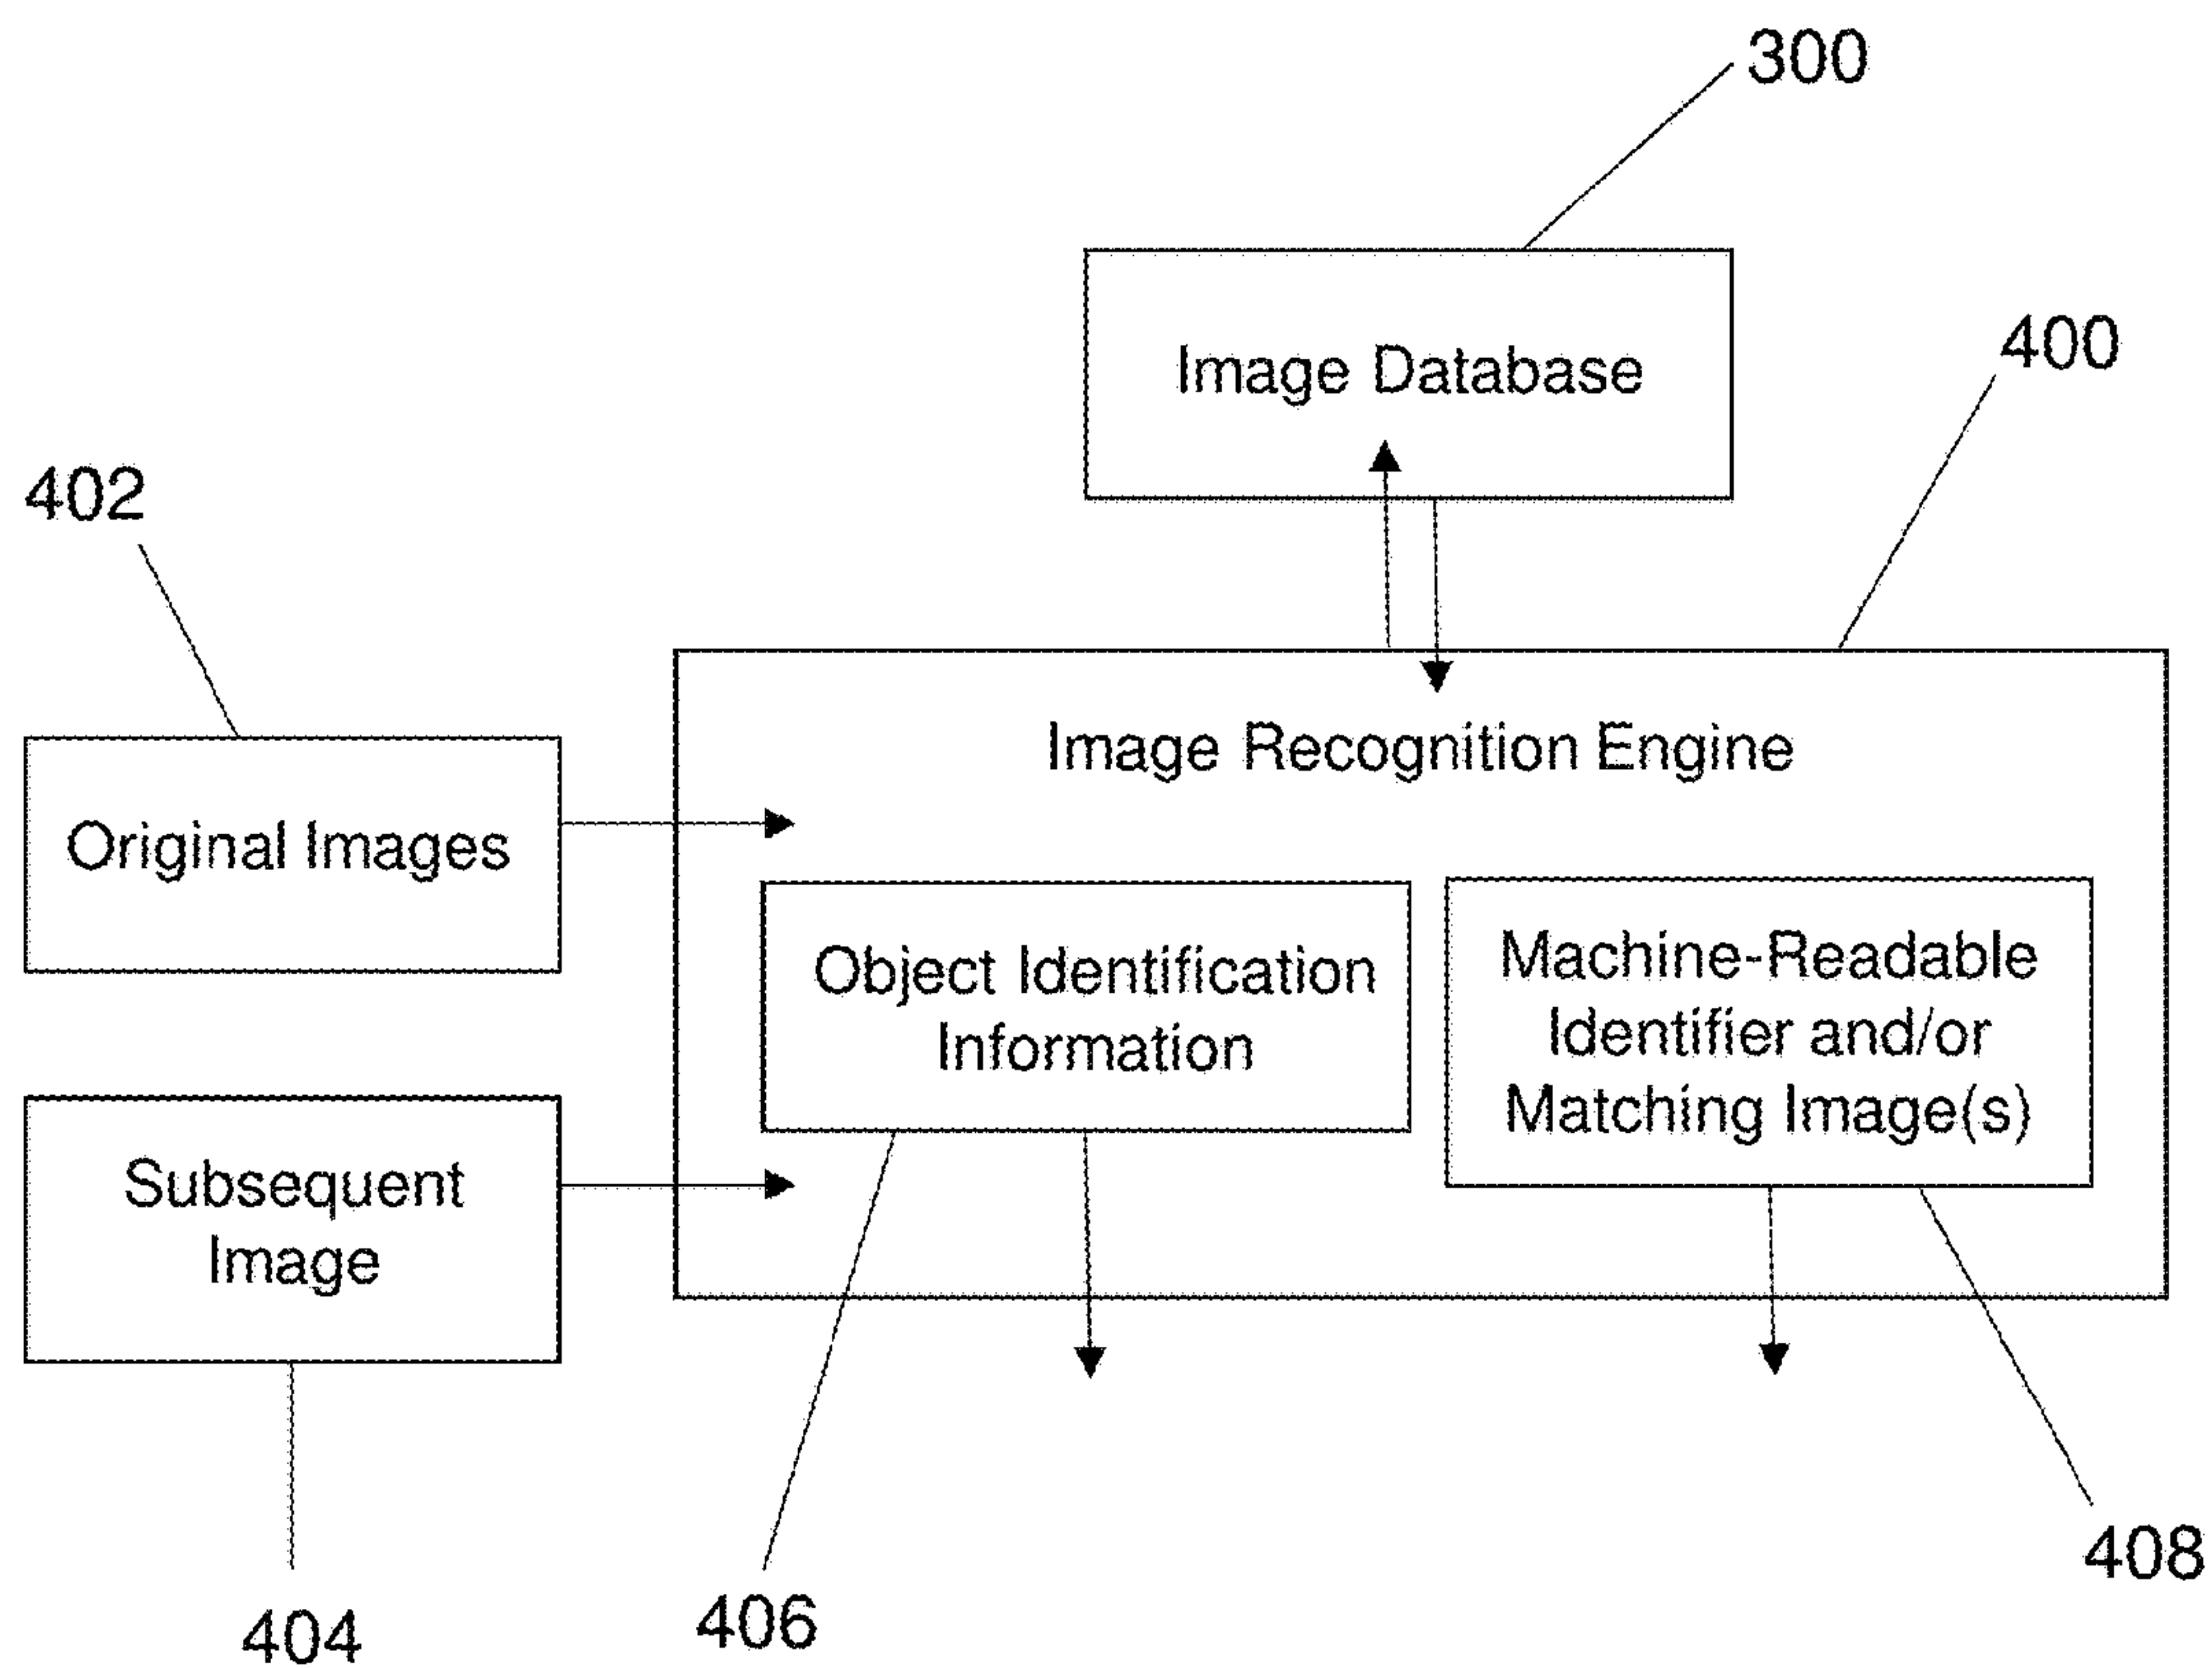 300
Image Database
400
402
Image Recognition Engine
Original Images
Object Identification
Information
Machine-Readable
Identifier and/or
Matching Image(s)
Subsequent
Image
404
406
408